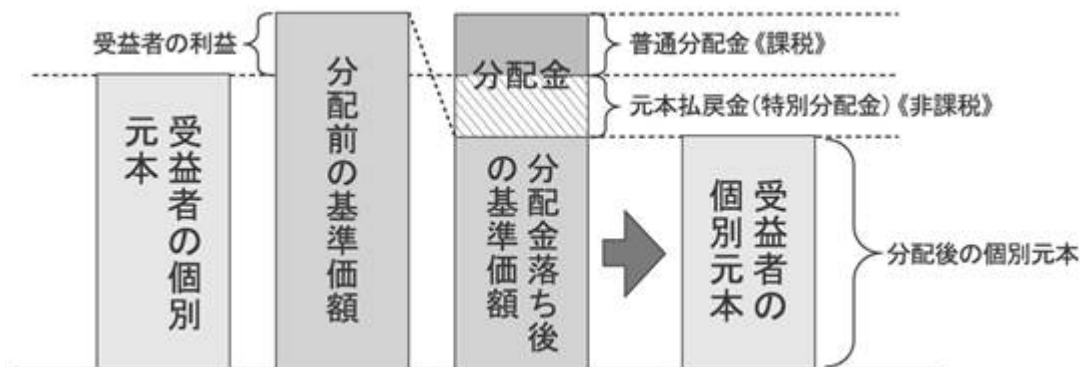 受益者の利益
受益者の個別
元本
分配前の基準価額
分配金
分配金落ち後
の基準価額
普通分配金《課税》
元本払戻金(特別分配金)《非課税》
受益者の
個別元本
分配後の個別元本